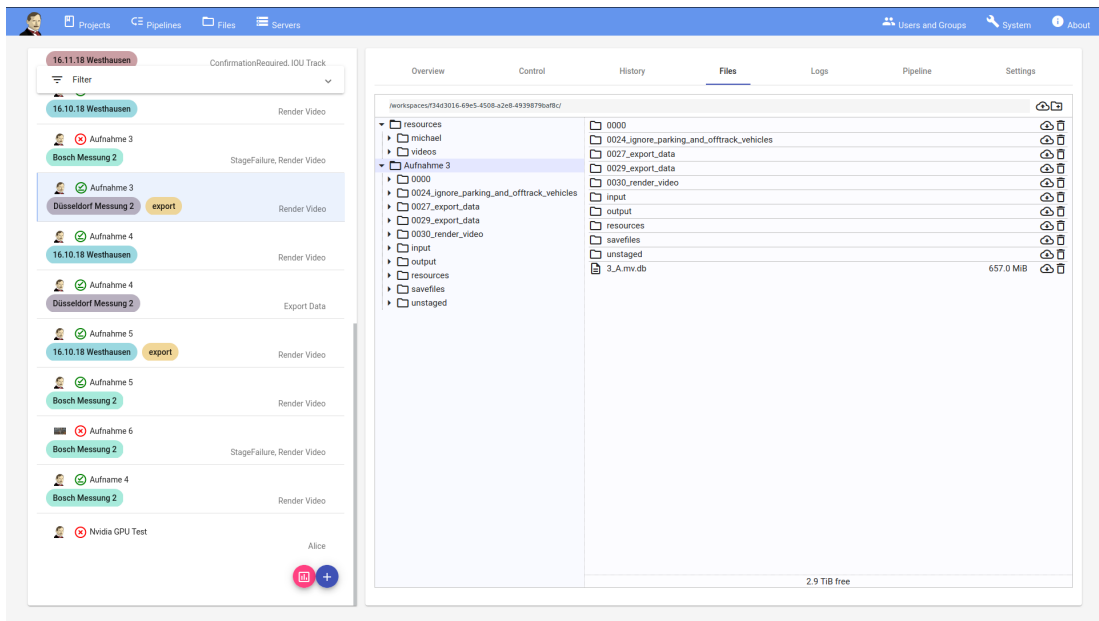 Projects
Pipelines
Files
Servers
Users and Groups
System
About
16.11.18 Westhausen
ConfirmationRequired, IOU Track
Filter
16.10.18 Westhausen
Render Video
Aufnahme 3
Bosch Messung 2
StageFailure, Render Video
Aufnahme 3
Düsseldorf Messung 2
export
Render Video
Aufnahme 4
16.10.18 Westhausen
Render Video
Aufnahme 4
Düsseldorf Messung 2
Export Data
Aufnahme 5
16.10.18 Westhausen
export
Render Video
Aufnahme 5
Bosch Messung 2
Render Video
Aufnahme 6
Bosch Messung 2
StageFailure, Render Video
Aufname 4
Bosch Messung 2
Render Video
Nvidia GPU Test
Alice
Overview
Control
History
Files
Logs
Pipeline
Settings
/workspaces/f34d3016-69e5-4508-a2e8-4939879baf8c/
resources
michael
videos
Aufnahme 3
0000
0024_ignore_parking_and_offtrack_vehicles
0027_export_data
0029_export_data
0030_render_video
input
output
resources
savefiles
unstaged
0000
0024_ignore_parking_and_offtrack_vehicles
0027_export_data
0029_export_data
0030_render_video
input
output
resources
savefiles
unstaged
3_A.mv.db
657.0 MiB
2.9 TiB free